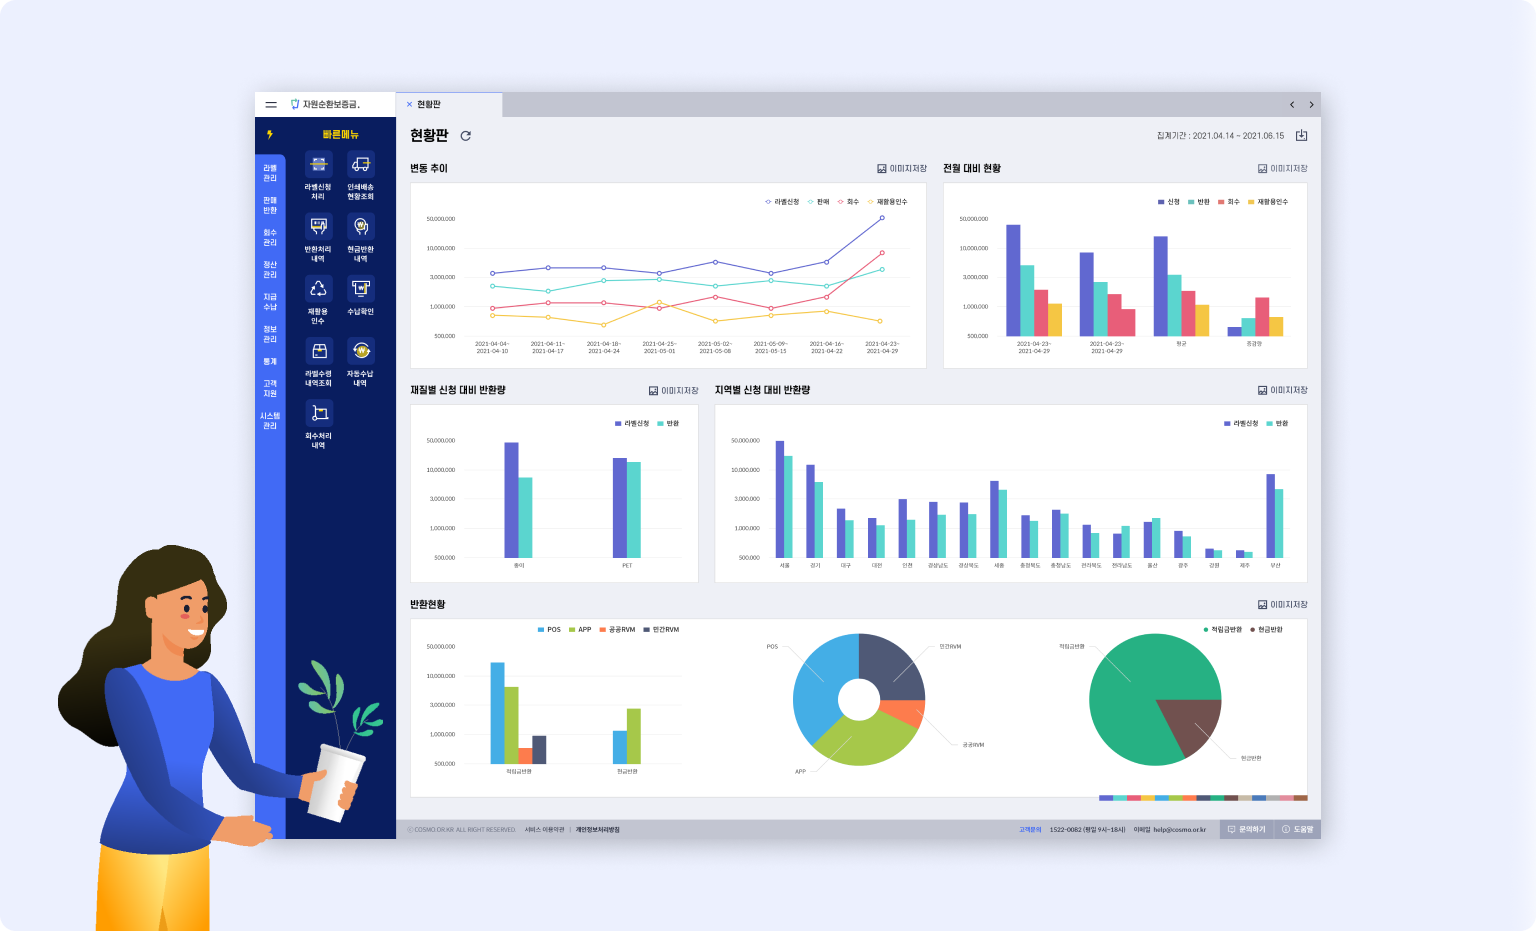 자원순환보증금.
현황판
빠른메뉴
라벨
관리
판매
반환
회수
관리
정산
관리
지급
수납
정보
관리
통계
고객
지원
시스템
관리
라벨신청
처리
인쇄배송
현황조회
반환처리
내역
현금반환
내역
재활용
인수
수납확인
라벨수령
내역조회
자동수납
내역
회수처리
내역
현황판
집계기간 : 2021.04.14 ~ 2021.06.15
변동 추이
이미지저장
라벨신청 판매 회수 재활용인수
50,000,000
10,000,000
3,000,000
1,000,000
500,000
2021-04-04~
2021-04-10
2021-04-11~
2021-04-17
2021-04-18~
2021-04-24
2021-04-25~
2021-05-01
2021-05-02~
2021-05-08
2021-05-09~
2021-05-15
2021-04-16~
2021-04-22
2021-04-23~
2021-04-29
전월 대비 현황
이미지저장
신청 반환 회수 재활용인수
50,000,000
10,000,000
3,000,000
1,000,000
500,000
2021-04-23~
2021-04-29
2021-04-23~
2021-04-29
평균
증감량
재질별 신청 대비 반환량
이미지저장
라벨신청 반환
50,000,000
10,000,000
3,000,000
1,000,000
500,000
종이 PET
지역별 신청 대비 반환량
이미지저장
라벨신청 반환
50,000,000
10,000,000
3,000,000
1,000,000
500,000
서울 경기 대구 대전 인천 경상남도 경상북도 세종 충청북도 충청남도 전라북도 전라남도 울산 광주 강원 제주 부산
반환현황
이미지저장
POS APP 공공RVM 민간RVM
50,000,000
10,000,000
3,000,000
1,000,000
500,000
적립금반환 현금반환
POS
민간RVM
공공RVM
APP
적립금반환 현금반환
적립금반환
현금반환
ⓒ COSMO.OR.KR ALL RIGHT RESERVED. 서비스 이용약관 | 개인정보처리방침
고객문의 1522-0082 (평일 9시~18시) 이메일 help@cosmo.or.kr
문의하기
도움말